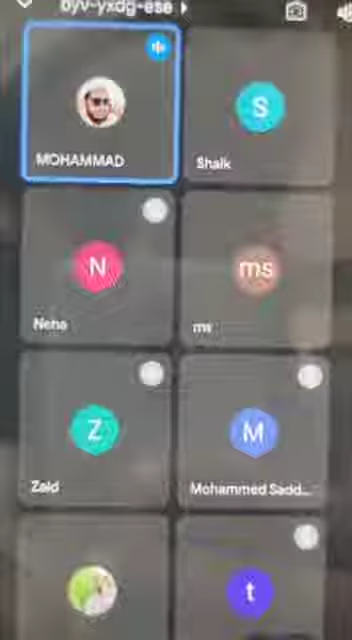 byv-yxdg-ese
MOHAMMAD
S
Shaik
N
Neha
ms
ms
Z
Zaid
M
Mohammed Sadd...
t